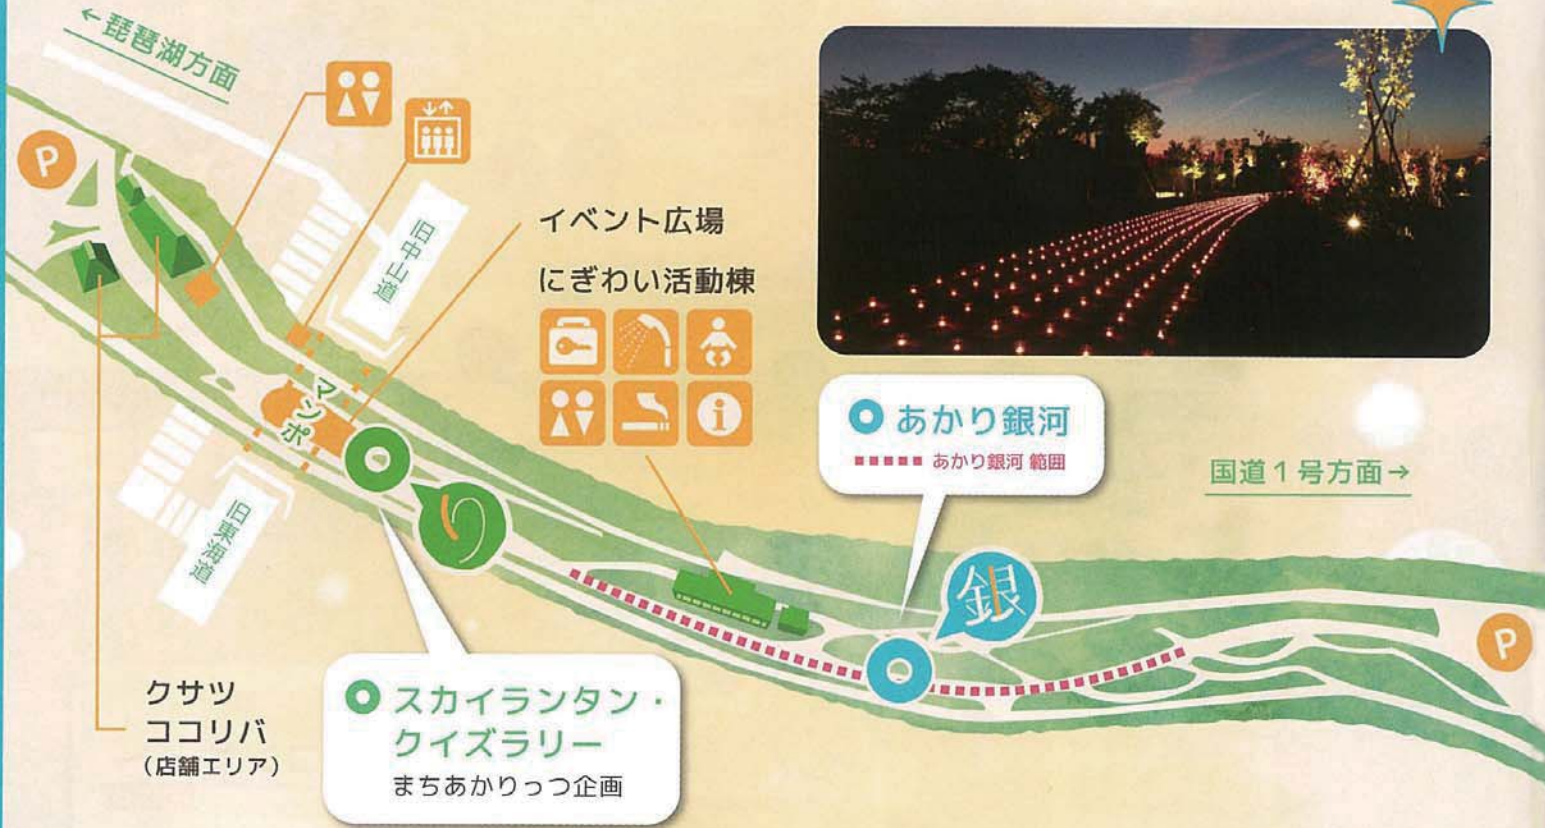 ←琵琶湖方面
P
旧中山道
イベント広場
にぎわい活動棟
マンポ
旧東海道
り
あかり銀河
あかり銀河 範囲
国道1号方面→
銀
P
クサツ
ココリバ
(店舗エリア)
スカイランタン・
クイズラリー
まちあかりっつ企画